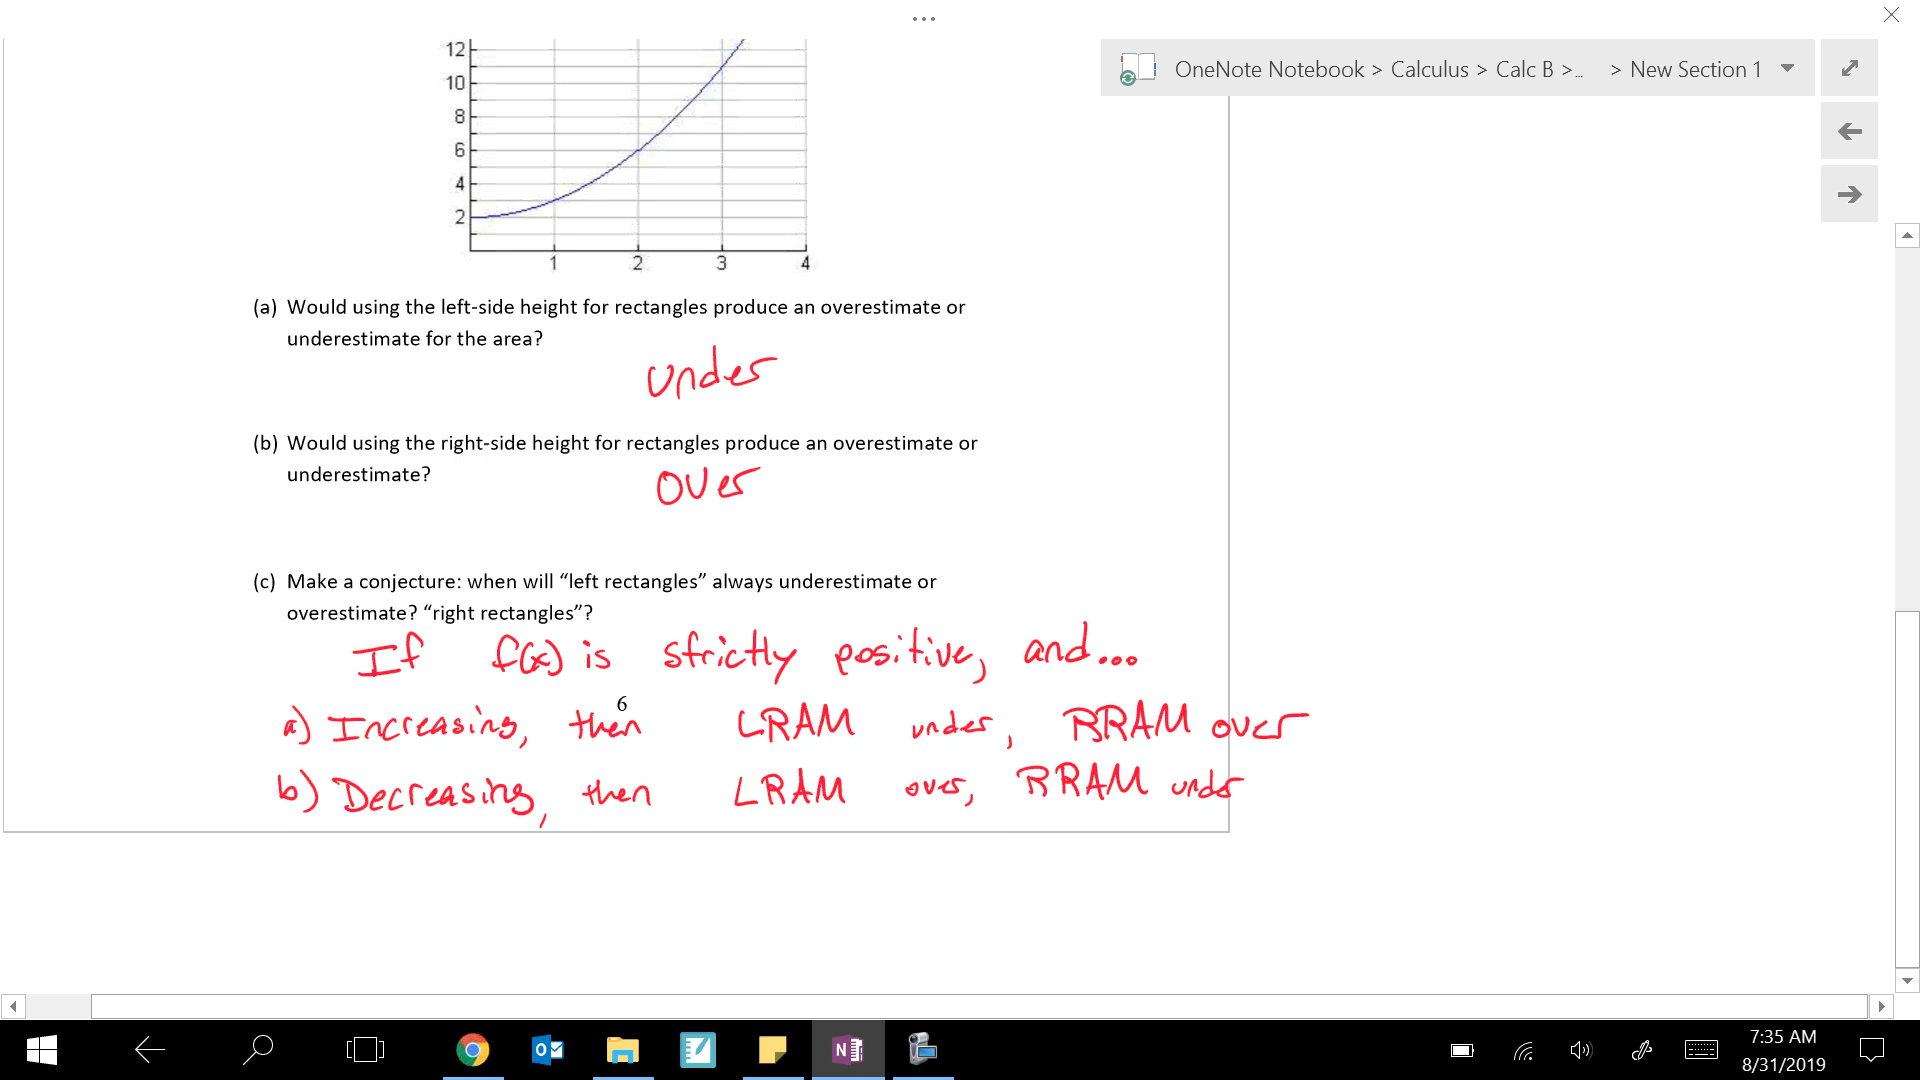 OneNote Notebook > Calculus > Calc B >... > New Section 1
12
10
8
6
4
2
1 2 3 4
(a) Would using the left-side height for rectangles produce an overestimate or
underestimate for the area?
under
(b) Would using the right-side height for rectangles produce an overestimate or
underestimate?
over
(c) Make a conjecture: when will “left rectangles” always underestimate or
overestimate? “right rectangles”?
If f(x) is strictly positive, and...
6
a) Increasing, then LRAM under, RRAM over
b) Decreasing, then LRAM over, RRAM under
7:35 AM
8/31/2019